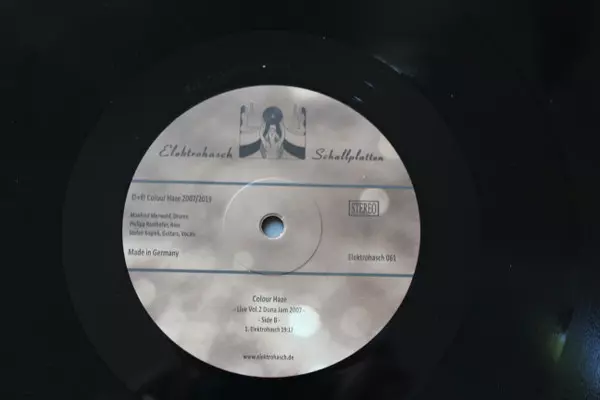 Elektrohasch Schallplatten
℗+© Colour Haze 2007/2013
STEREO
Manfred Merwald, Drums
Philipp Rasthofer, Bass
Stefan Koglek, Guitars, Vocals
Made in Germany
Elektrohasch 061
Colour Haze
- Live Vol.2 Duna Jam 2007 -
- Side B -
1. Elektrohasch 19:17
www.elektrohasch.de